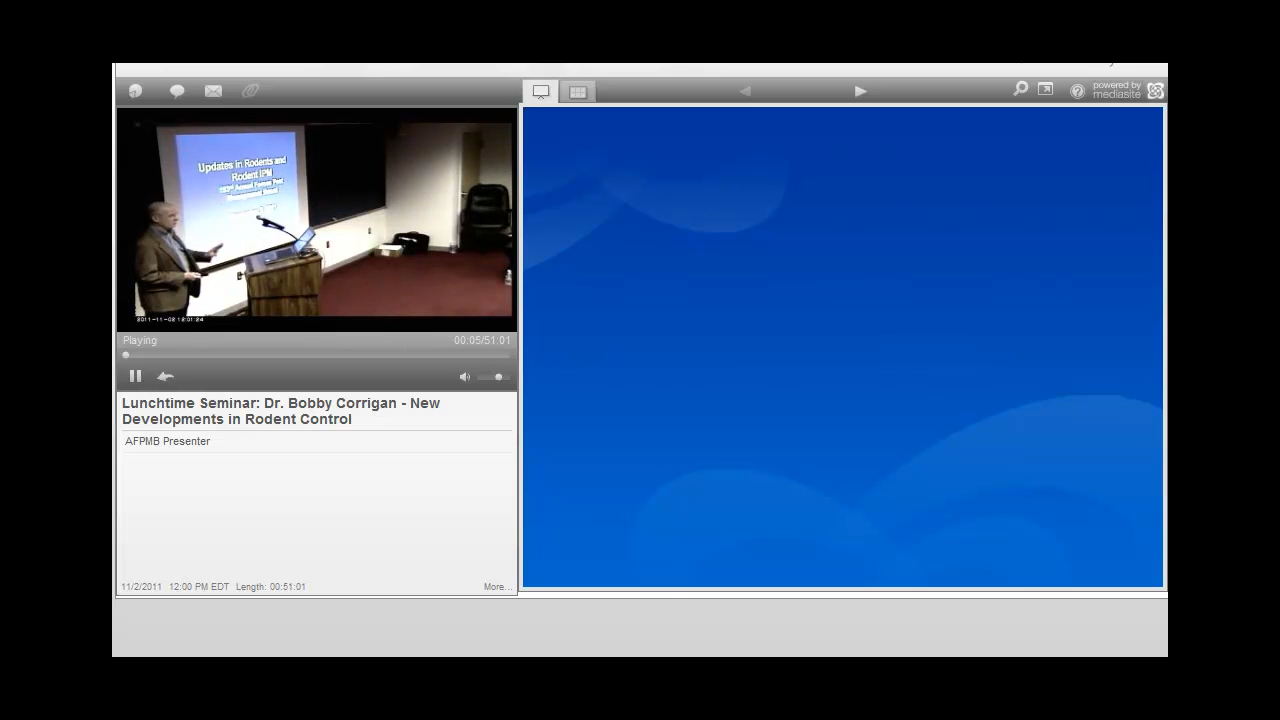 powered by
mediasite
Updates in Rodents and
Rodent IPM
2011-11-02 12:01:24
Playing
00:05/51:01
Lunchtime Seminar: Dr. Bobby Corrigan - New
Developments in Rodent Control
AFPMB Presenter
11/2/2011 12:00 PM EDT Length: 00:51:01
More...